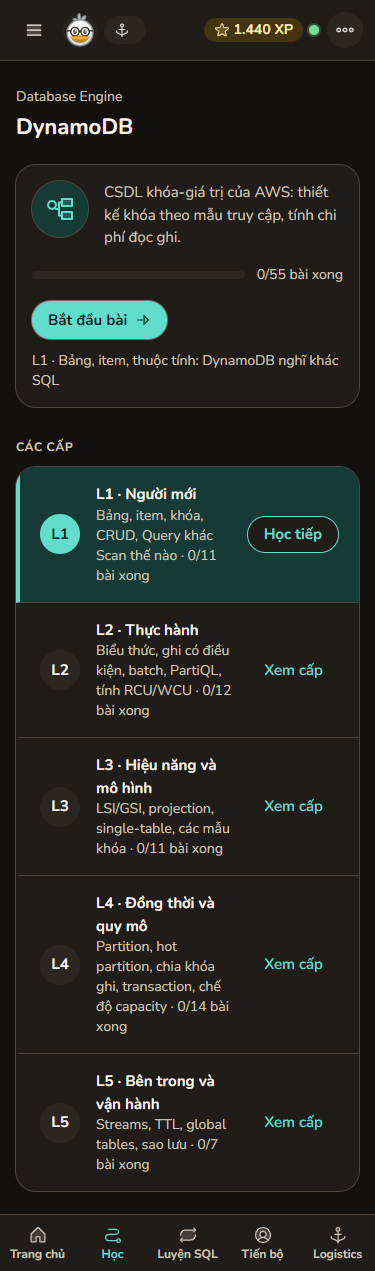 1.440 XP
Database Engine
DynamoDB
CSDL khóa-giá trị của AWS: thiết
kế khóa theo mẫu truy cập, tính chi
phí đọc ghi.
0/55 bài xong
Bắt đầu bài
L1 · Bảng, item, thuộc tính: DynamoDB nghĩ khác
SQL
CÁC CẤP
L1
L1 · Người mới
Bảng, item, khóa,
CRUD, Query khác
Scan thế nào · 0/11
bài xong
Học tiếp
L2
L2 · Thực hành
Biểu thức, ghi có điều
kiện, batch, PartiQL,
tính RCU/WCU · 0/12
bài xong
Xem cấp
L3
L3 · Hiệu năng và
mô hình
LSI/GSI, projection,
single-table, các mẫu
khóa · 0/11 bài xong
Xem cấp
L4
L4 · Đồng thời và
quy mô
Partition, hot
partition, chia khóa
ghi, transaction, chế
độ capacity · 0/14 bài
xong
Xem cấp
L5
L5 · Bên trong và
vận hành
Streams, TTL, global
tables, sao lưu · 0/7
bài xong
Xem cấp
Trang chủ
Học
Luyện SQL
Tiến bộ
Logistics